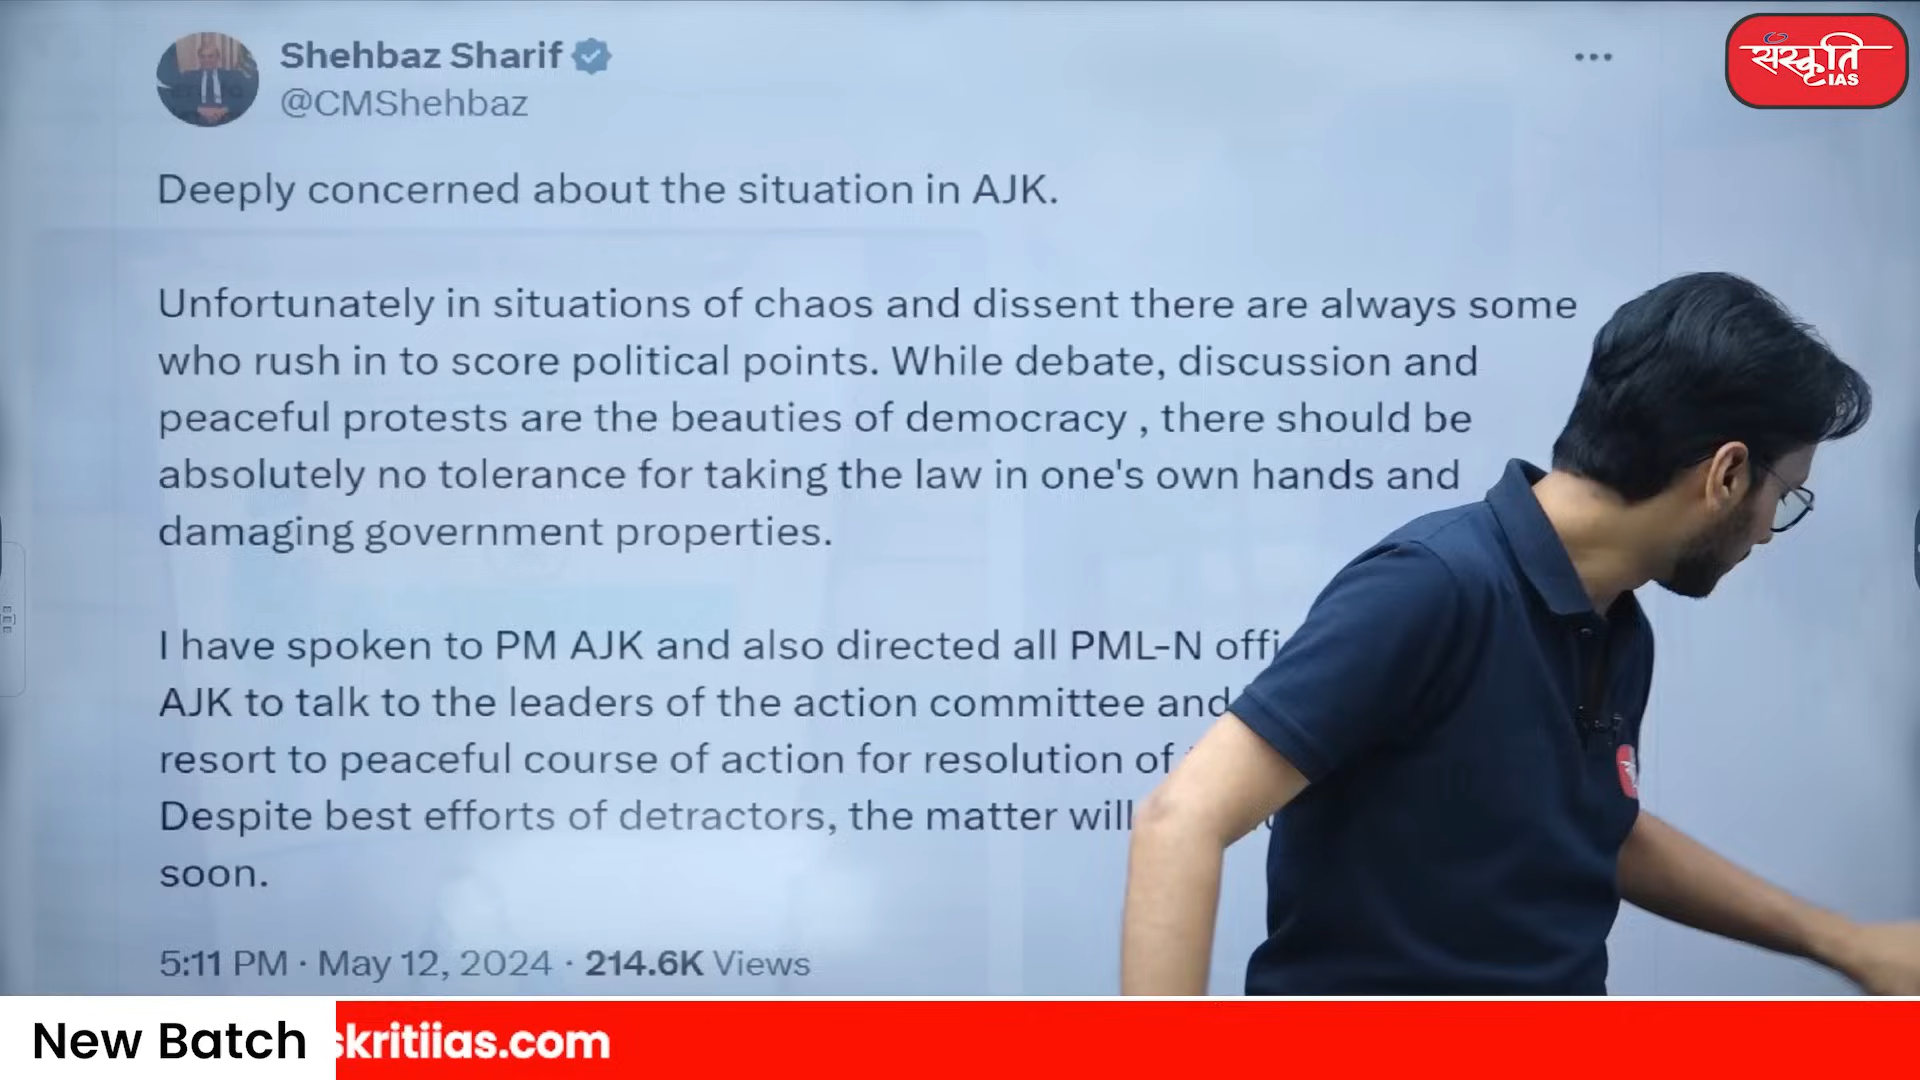 Shehbaz Sharif
@CMShehbaz
संस्कृति
IAS
Deeply concerned about the situation in AJK.
Unfortunately in situations of chaos and dissent there are always some
who rush in to score political points. While debate, discussion and
peaceful protests are the beauties of democracy , there should be
absolutely no tolerance for taking the law in one's own hands and
damaging government properties.
I have spoken to PM AJK and also directed all PML-N
AJK to talk to the leaders of the action committee and
resort to peaceful course of action for resolution of
Despite best efforts of detractors, the matter will
soon.
5:11 PM · May 12, 2024 · 214.6K Views
New Batch
skritiias.com